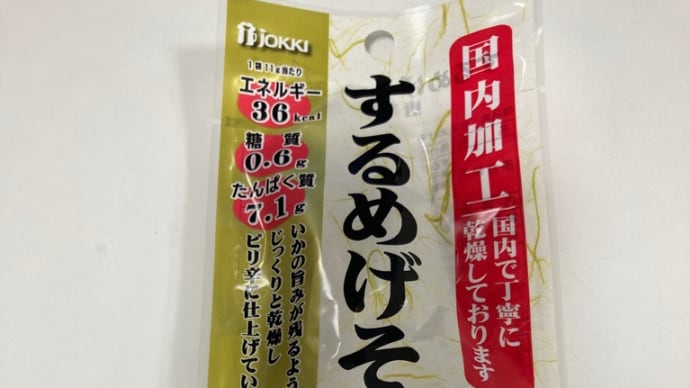 JOKKI
1袋11g当たり
エネルギー
36kcal
糖質
0.6g
たんぱく質
7.1g
いかの旨みが残るよう
じっくりと乾燥し
ピリ辛に仕上げてい
するめげそ
国内加工
国内で丁寧に
乾燥しております